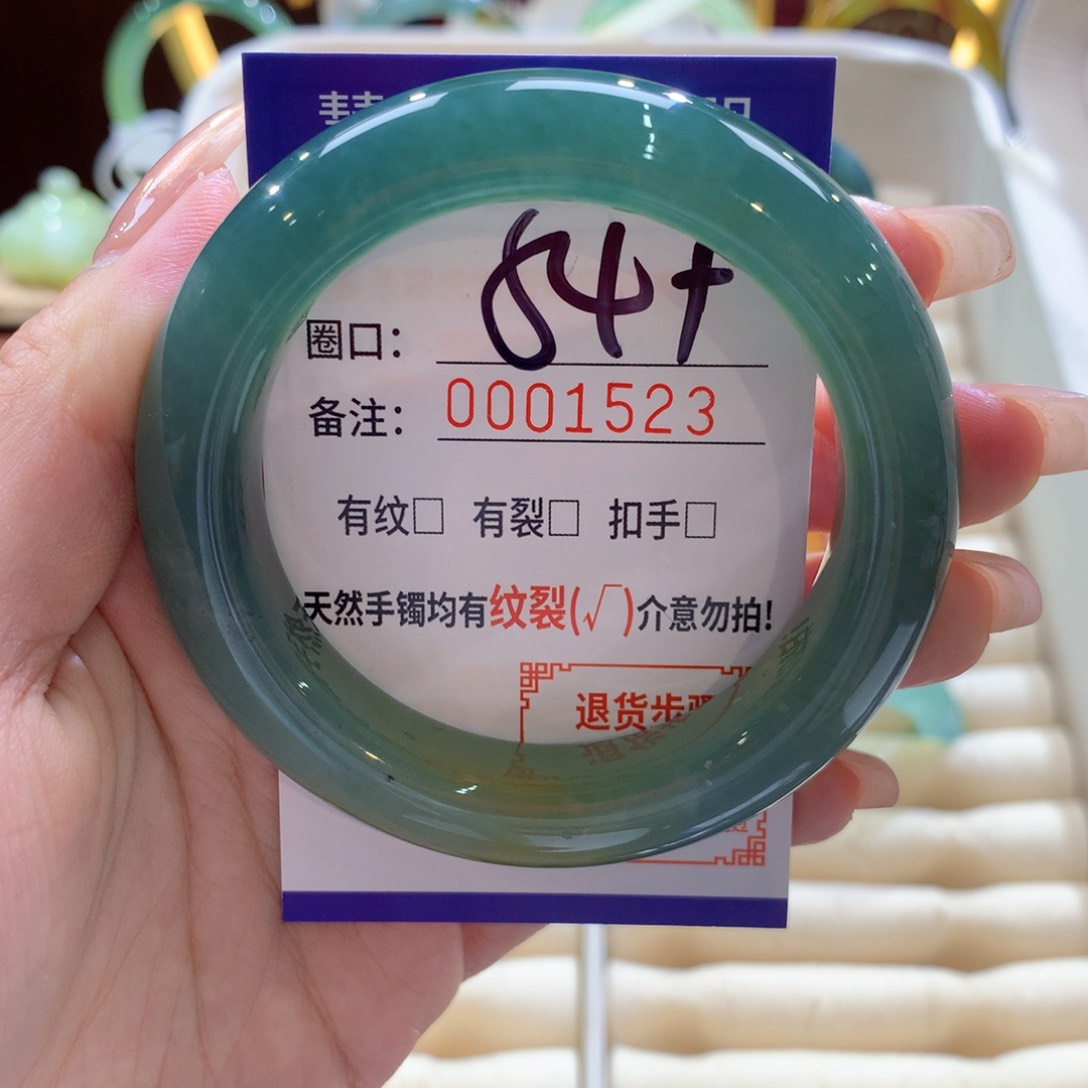 圈口： 54+
备注： 0001523
有纹□ 有裂□ 扣手□
天然手镯均有纹裂(√)介意勿拍!
退货步骤